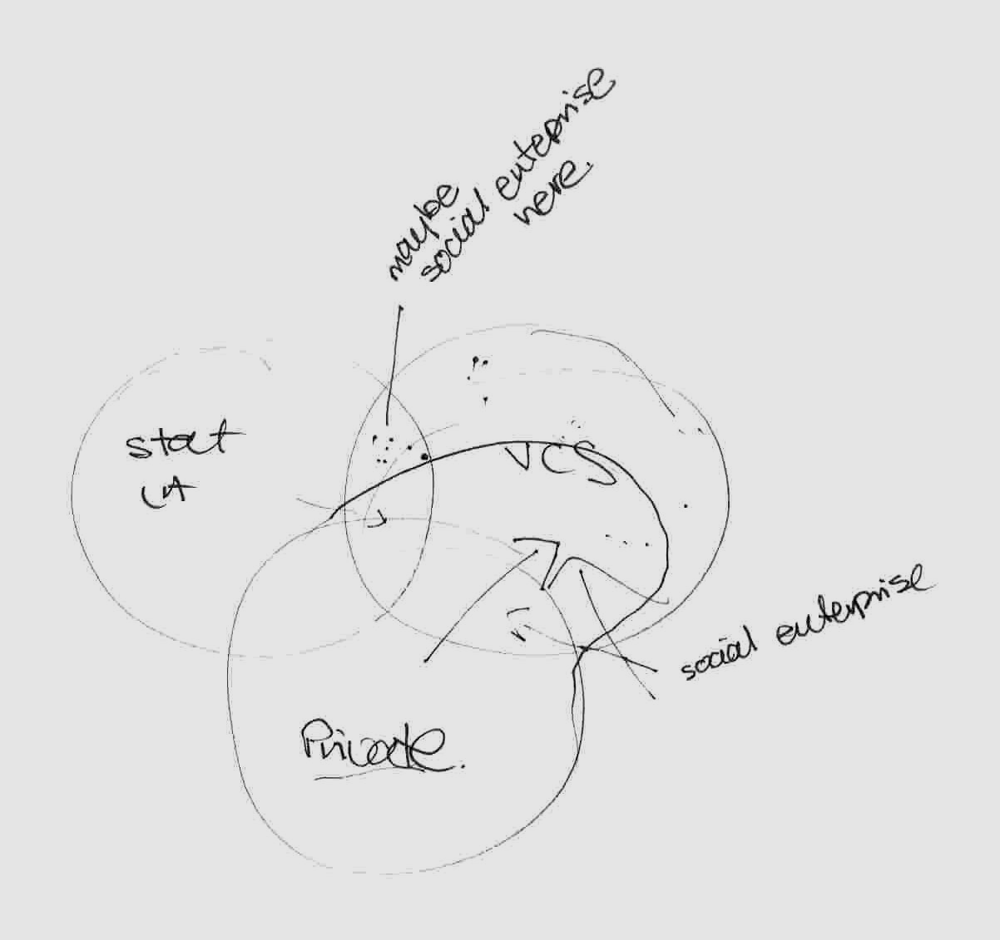 maybe
social enterprise
here.
stat
LA
VCS
social enterprise
Private.